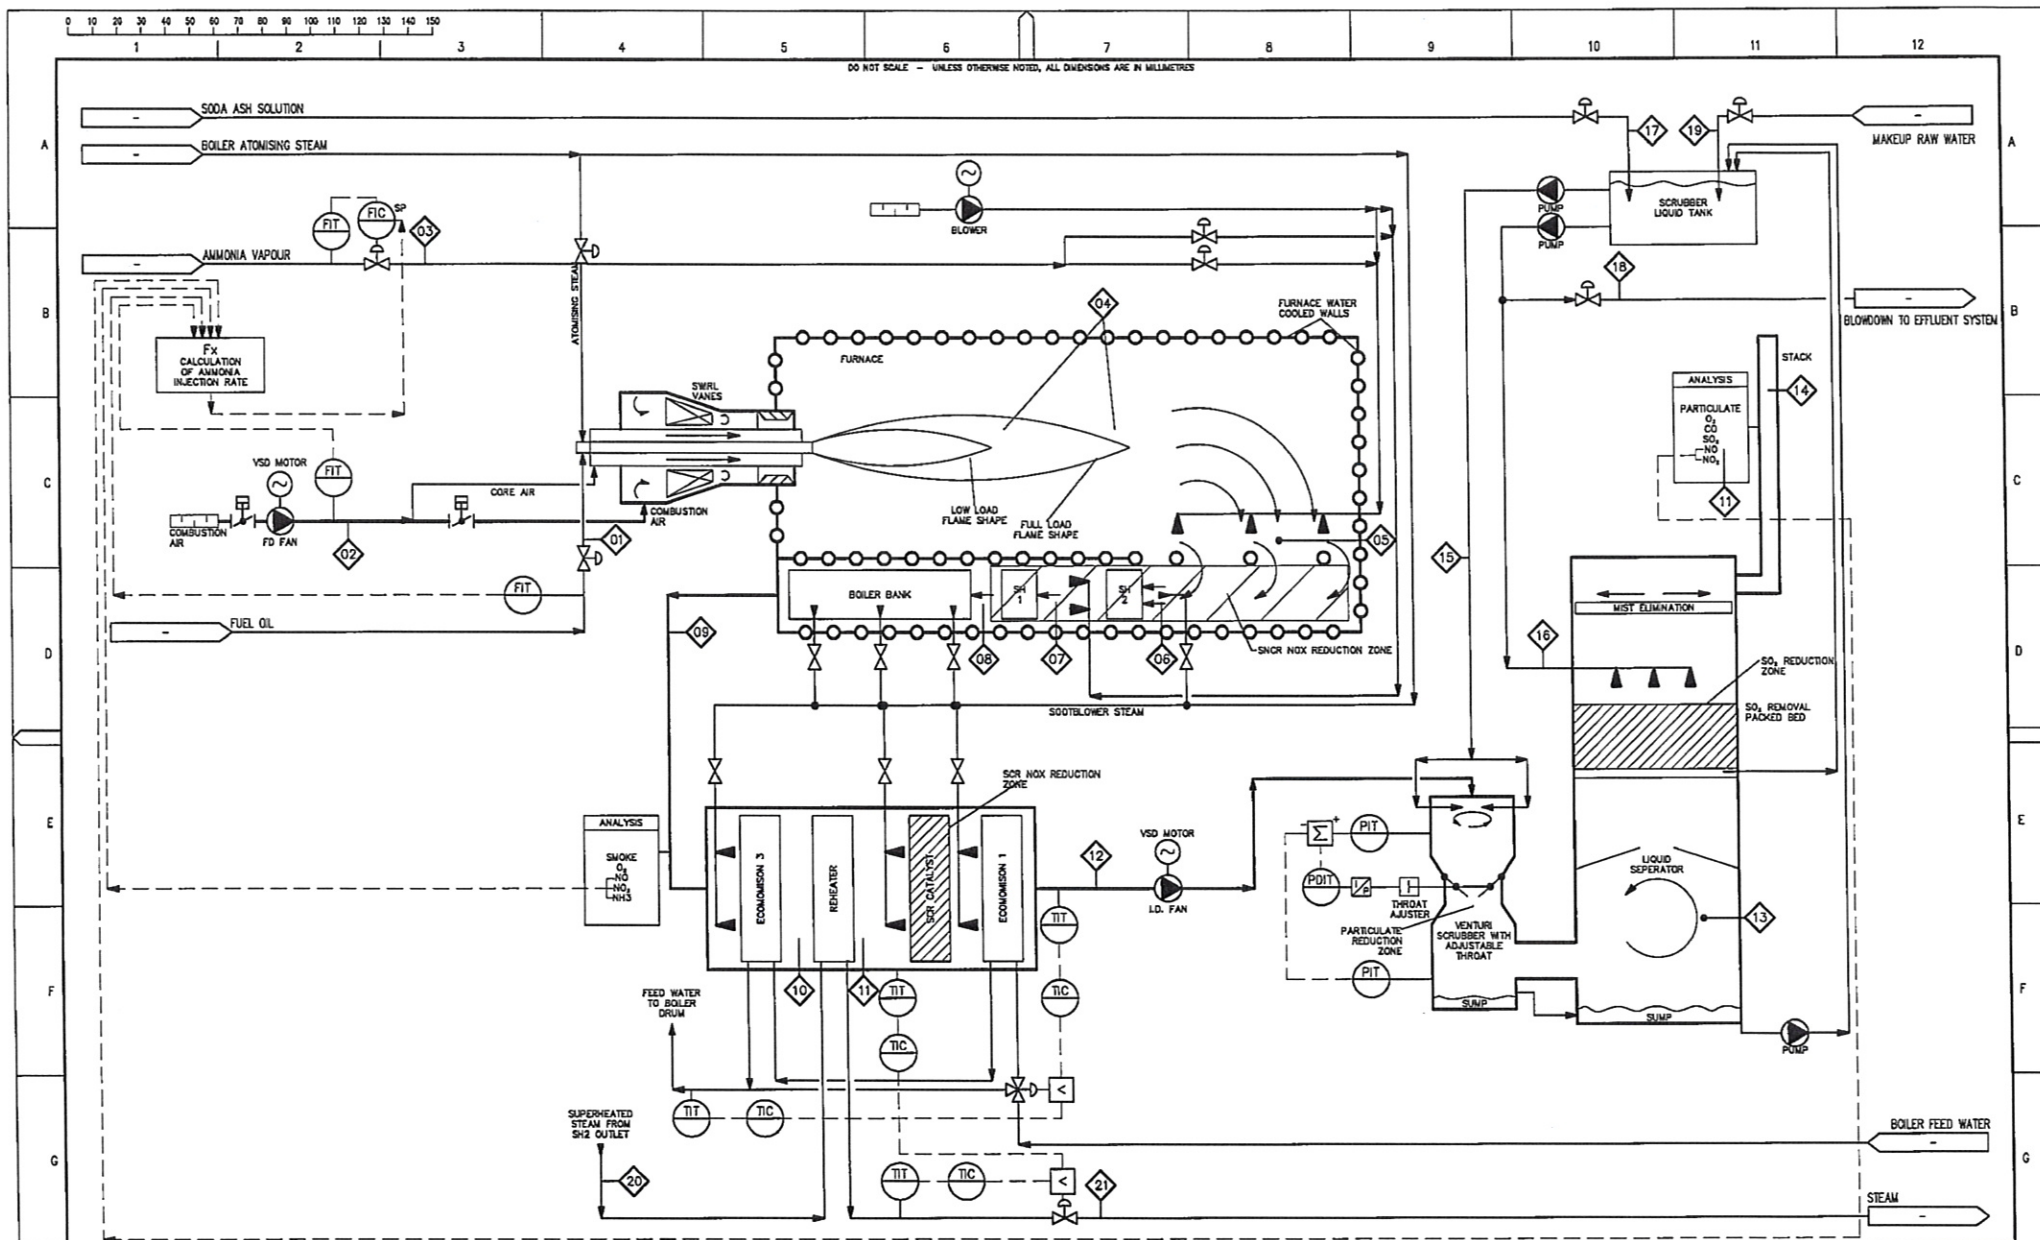 0 10 20 30 40 50 60 70 80 90 100 110 120 130 140 150
1 2 3 4 5 6 7 8 9 10 11 12
DO NOT SCALE - UNLESS OTHERWISE NOTED, ALL DIMENSIONS ARE IN MILLIMETRES
A
SODA ASH SOLUTION
-
BOILER ATOMISING STEAM
-
17
19
-
MAKEUP RAW WATER
A
PUMP
SCRUBBER
LIQUID TANK
PUMP
BLOWER
FIT
FIC
SP
03
AMMONIA VAPOUR
-
ATOMISING STEAM
18
-
BLOWDOWN TO EFFLUENT SYSTEM
B
B
Fx
CALCULATION
OF AMMONIA
INJECTION RATE
04
FURNACE WATER
COOLED WALLS
FURNACE
STACK
14
SWRL
VANES
ANALYSIS
PARTICULATE
O₂
CO
SO₂
NO
NO₂
11
C
C
VSD MOTOR
FIT
CORE AIR
COMBUSTION
AIR
FD FAN
02
01
COMBUSTION
AIR
LOW LOAD
FLAME SHAPE
FULL LOAD
FLAME SHAPE
05
15
FIT
FUEL OIL
-
BOILER BANK
SH
1
SH
2
MIST ELIMINATION
09
08
07
06
SNCR NOX REDUCTION ZONE
16
SO₂ REDUCTION
ZONE
SO₂ REMOVAL
PACKED BED
D
D
SOOTBLOWER STEAM
SCR NOX REDUCTION
ZONE
E
E
ANALYSIS
SMOKE
O₂
NO
NO₂
NH3
ECOMOMISON 3
REHEATER
SCR CATALYST
ECOMOMISON 1
12
VSD MOTOR
I.D. FAN
- +
Σ
PIT
PDIT
I/P
THROAT
AJUSTER
LIQUID
SEPERATOR
13
TIT
PARTICULATE
REDUCTION
ZONE
VENTURI
SCRUBBER WITH
ADJUSTABLE
THROAT
PIT
SUMP
SUMP
PUMP
F
F
FEED WATER
TO BOILER
DRUM
10
11
TIT
TIC
TIC
<
TIT
TIC
SUPERHEATED
STEAM FROM
SH2 OUTLET
BOILER FEED WATER
-
G
G
20
TIT
TIC
<
21
STEAM
-